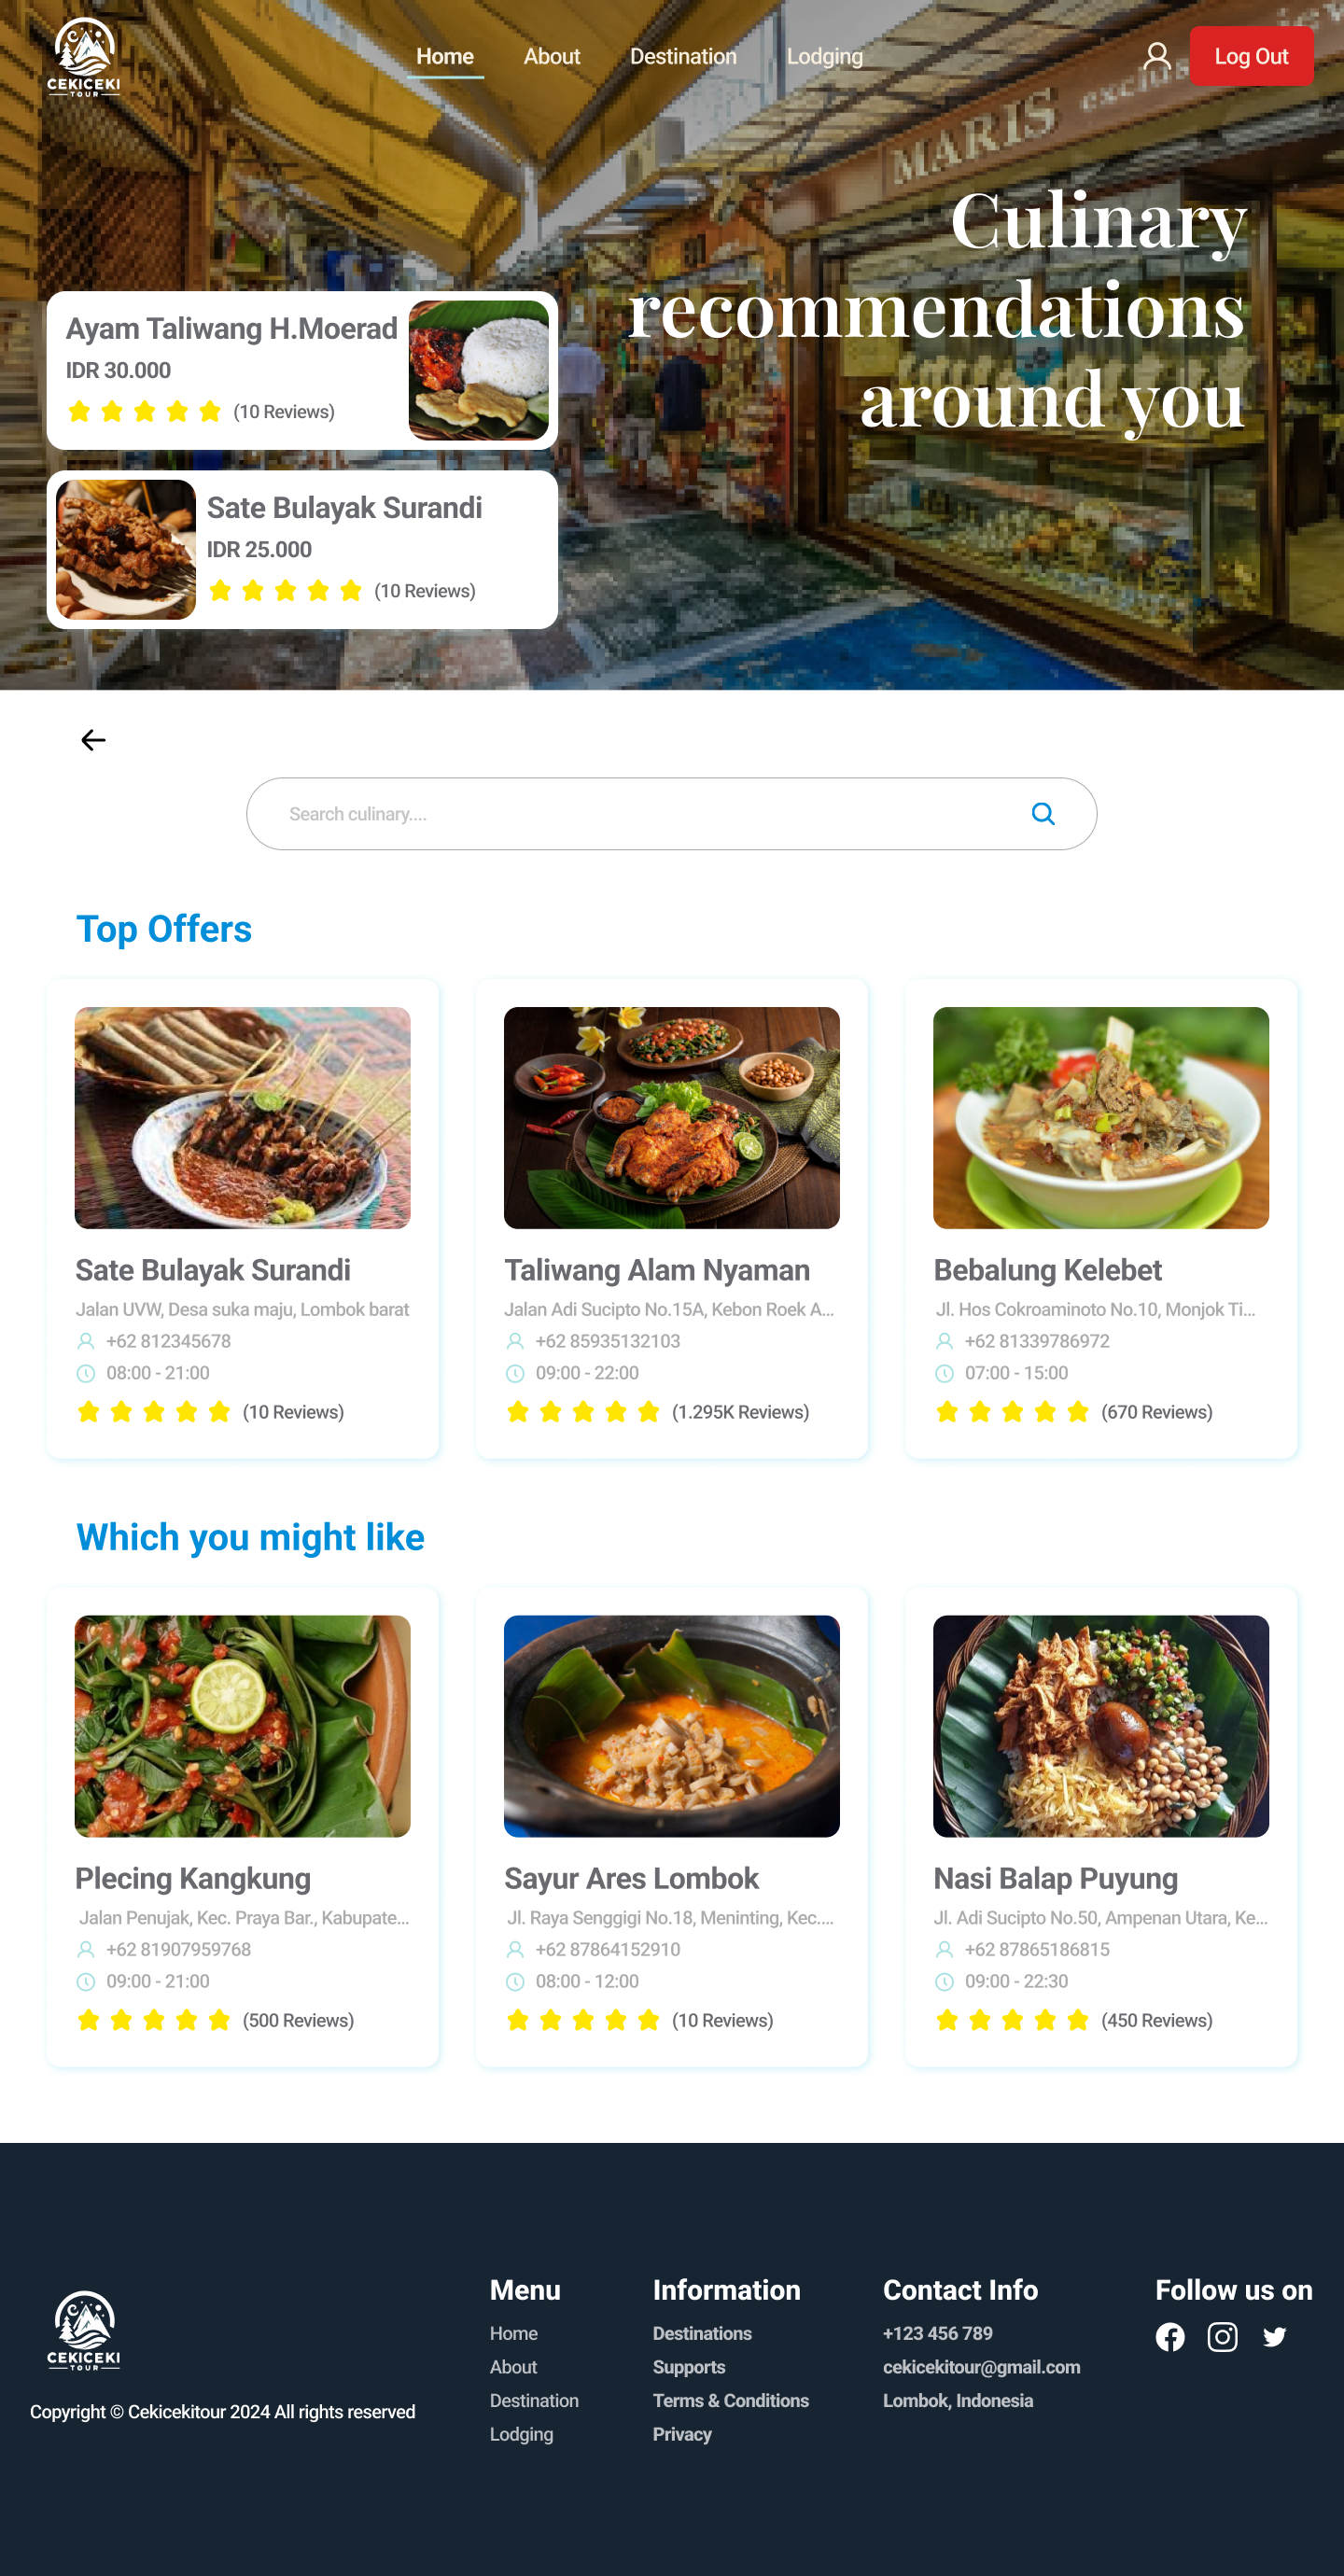 CEKICEKI
TOUR
Home
About
Destination
Lodging
Log Out
MARIS
Culinary
recommendations
around you
Ayam Taliwang H.Moerad
IDR 30.000
(10 Reviews)
Sate Bulayak Surandi
IDR 25.000
(10 Reviews)
Search culinary....
Top Offers
Sate Bulayak Surandi
Jalan UVW, Desa suka maju, Lombok barat
+62 812345678
08:00 - 21:00
(10 Reviews)
Taliwang Alam Nyaman
Jalan Adi Sucipto No.15A, Kebon Roek A...
+62 85935132103
09:00 - 22:00
(1.295K Reviews)
Bebalung Kelebet
Jl. Hos Cokroaminoto No.10, Monjok Ti...
+62 81339786972
07:00 - 15:00
(670 Reviews)
Which you might like
Plecing Kangkung
Jalan Penujak, Kec. Praya Bar., Kabupate...
+62 81907959768
09:00 - 21:00
(500 Reviews)
Sayur Ares Lombok
Jl. Raya Senggigi No.18, Meninting, Kec....
+62 87864152910
08:00 - 12:00
(10 Reviews)
Nasi Balap Puyung
Jl. Adi Sucipto No.50, Ampenan Utara, Ke...
+62 87865186815
09:00 - 22:30
(450 Reviews)
CEKICEKI
TOUR
Copyright © Cekicekitour 2024 All rights reserved
Menu
Home
About
Destination
Lodging
Information
Destinations
Supports
Terms & Conditions
Privacy
Contact Info
+123 456 789
cekicekitour@gmail.com
Lombok, Indonesia
Follow us on